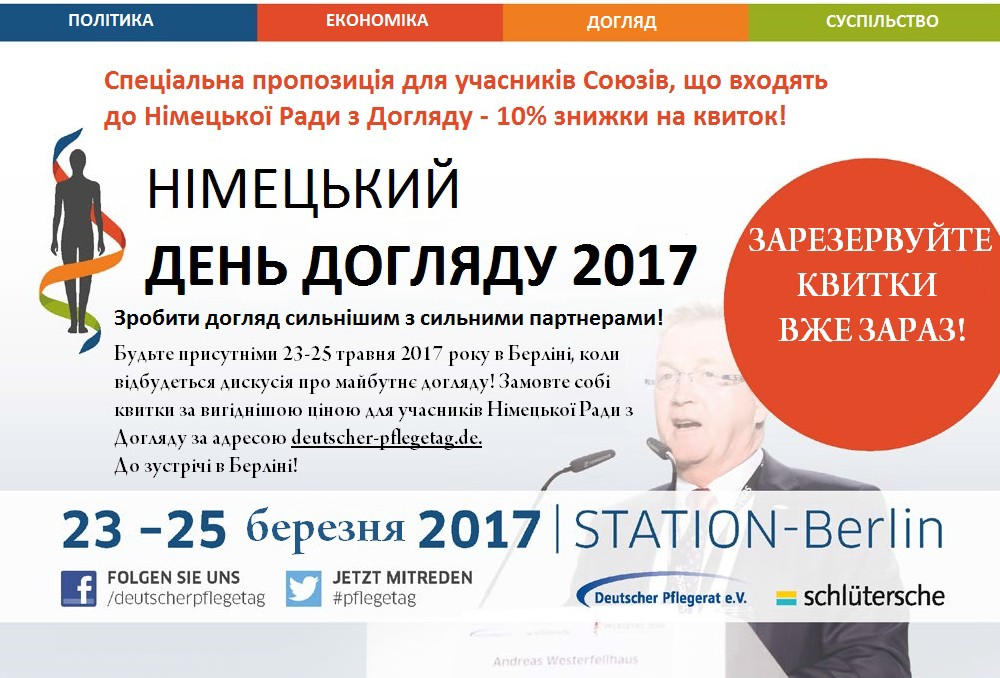 ПОЛІТИКА ЕКОНОМІКА ДОГЛЯД СУСПІЛЬСТВО
Спеціальна пропозиція для учасників Союзів, що входять
до Німецької Ради з Догляду - 10% знижки на квиток!
НІМЕЦЬКИЙ
ДЕНЬ ДОГЛЯДУ 2017
Зробити догляд сильнішим з сильними партнерами!
Будьте присутніми 23-25 травня 2017 року в Берліні, коли
відбудеться дискусія про майбутнє догляду! Замовте собі
квитки за вигіднішою ціною для учасників Німецької Ради з
Догляду за адресою deutscher-pflegetag.de.
До зустрічі в Берліні!
ЗАРЕЗЕРВУЙТЕ
КВИТКИ
ВЖЕ ЗАРАЗ!
23 –25 березня 2017 | STATION-Berlin
FOLGEN SIE UNS
/deutscherpflegetag
JETZT MITREDEN
#pflegetag
Deutscher Pflegerat e.V.
schlütersche
Andreas Westerfellhaus